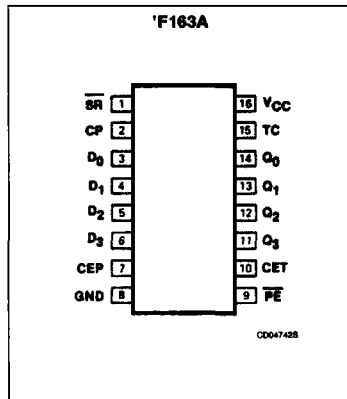 'F163A
SR 1 16 VCC
CP 2 15 TC
D0 3 14 Q0
D1 4 13 Q1
D2 5 12 Q2
D3 6 11 Q3
CEP 7 10 CET
GND 8 9 PE
CD04742S